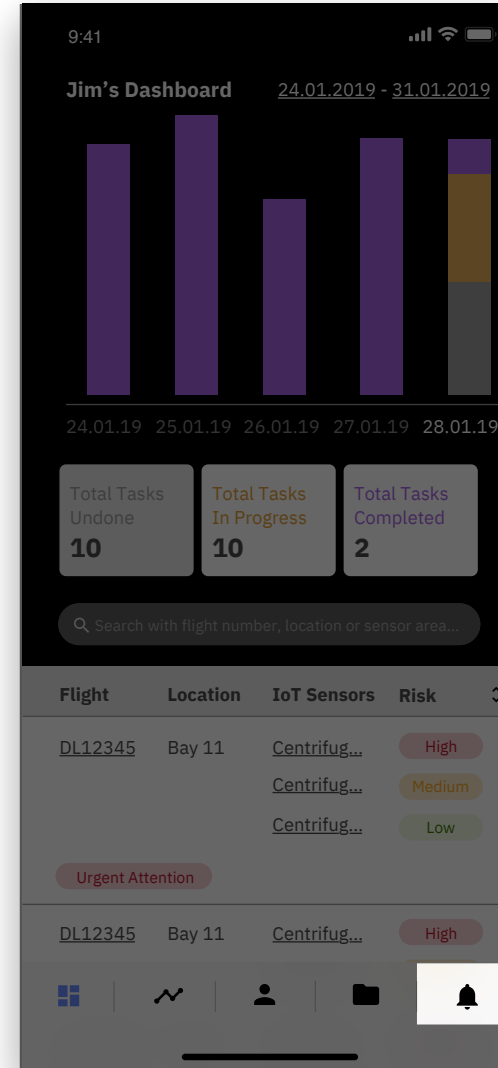 9:41
Jim's Dashboard 24.01.2019 - 31.01.2019
24.01.19 25.01.19 26.01.19 27.01.19 28.01.19
Total Tasks Total Tasks Total Tasks
Undone In Progress Completed
10 10 2
Search with flight number, location or sensor area...
Flight Location IoT Sensors Risk
DL12345 Bay 11 Centrifug... High
Centrifug... Medium
Centrifug... Low
Urgent Attention
DL12345 Bay 11 Centrifug... High